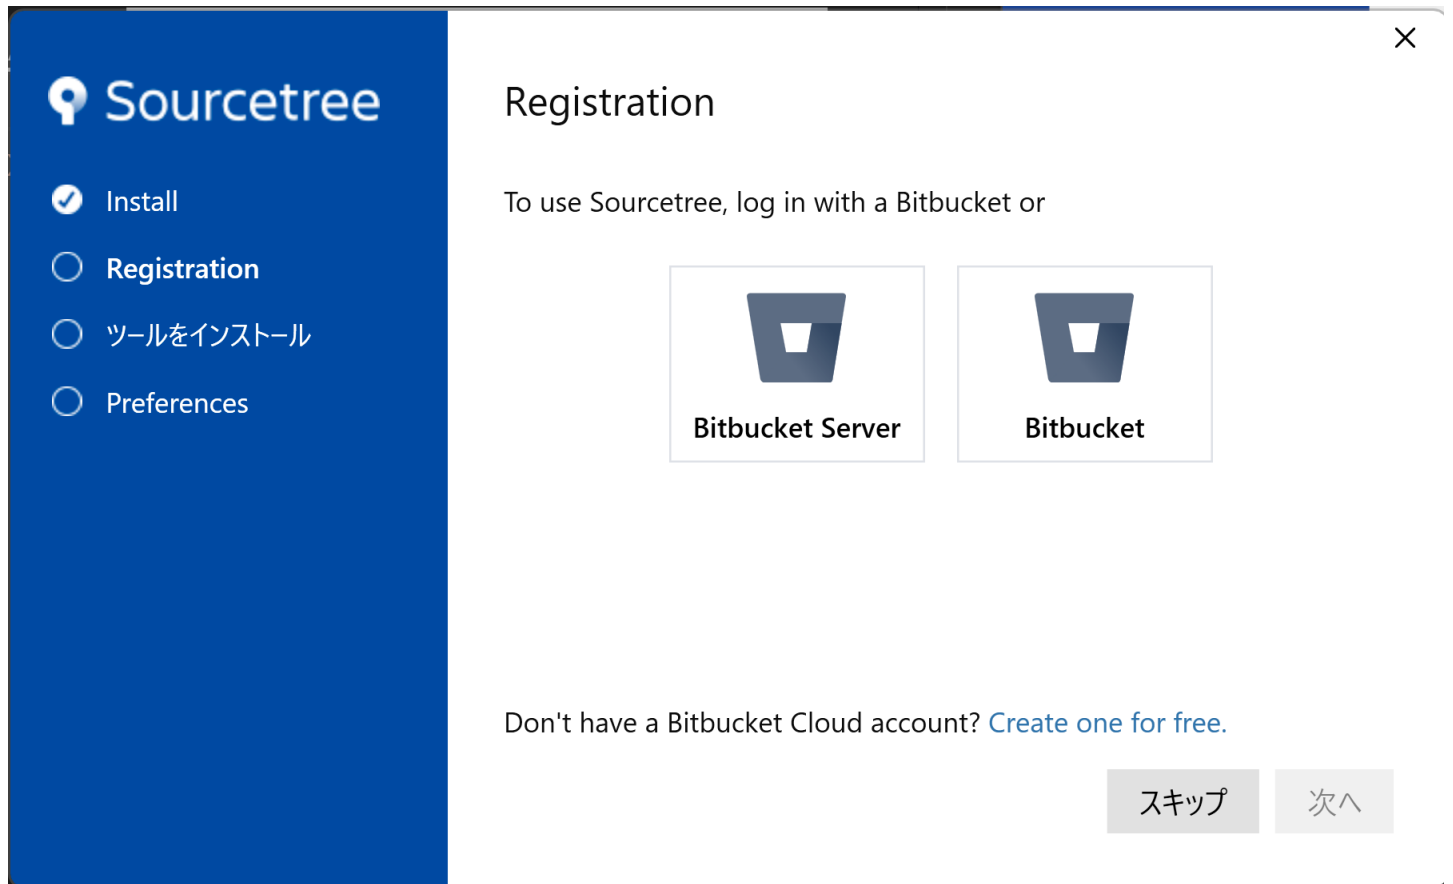 Sourcetree
Install
Registration
ツールをインストール
Preferences
Registration
To use Sourcetree, log in with a Bitbucket or
Bitbucket Server
Bitbucket
Don't have a Bitbucket Cloud account? Create one for free.
スキップ
次へ